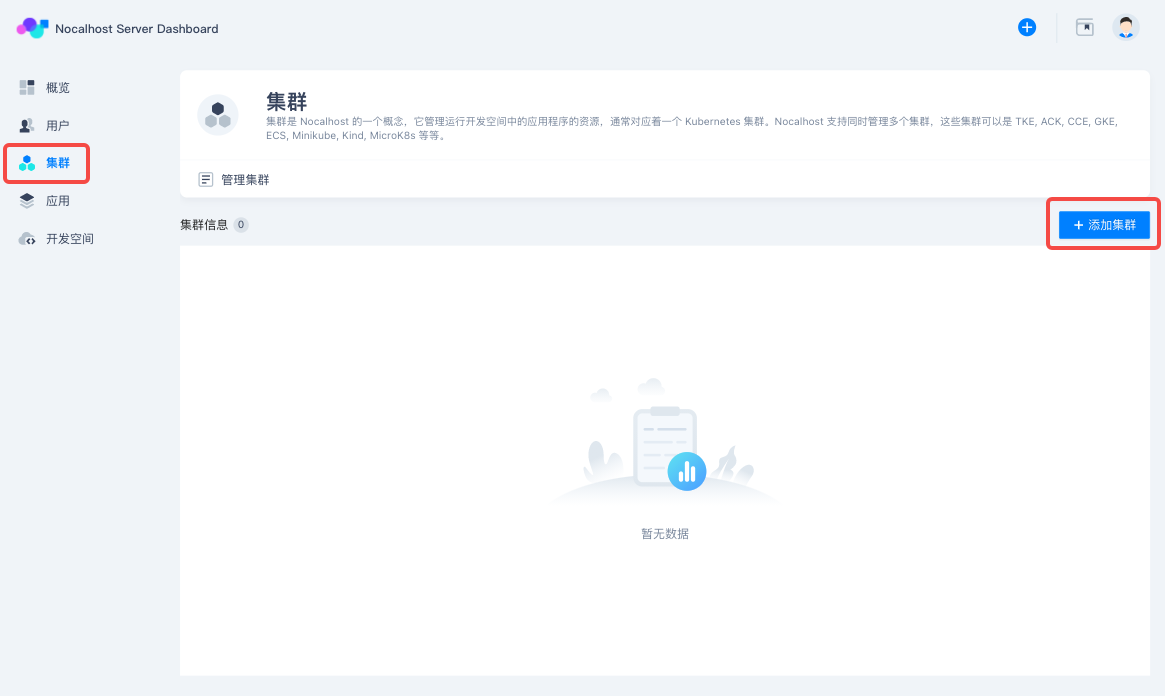 Nocalhost Server Dashboard
概览
用户
集群
应用
开发空间
集群
集群是 Nocalhost 的一个概念，它管理运行开发空间中的应用程序的资源，通常对应着一个 Kubernetes 集群。Nocalhost 支持同时管理多个集群，这些集群可以是 TKE, ACK, CCE, GKE,
ECS, Minikube, Kind, MicroK8s 等等。
管理集群
集群信息 0
+ 添加集群
暂无数据